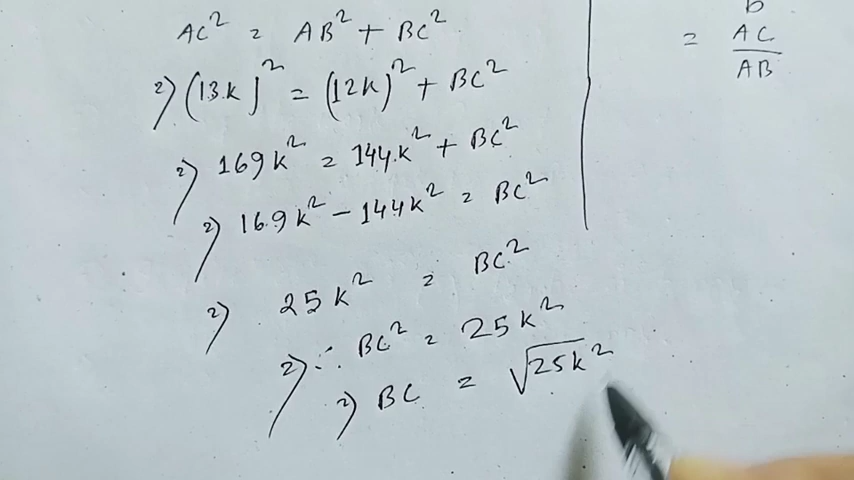 AC² = AB² + BC²
⇒) (13k)² = (12k)² + BC²
⇒) 169k² = 144k² + BC²
⇒) 169k² - 144k² = BC²
⇒) 25k² = BC²
⇒) ∴ BC² = 25k²
⇒) BC = √25k²
b
= AC
AB